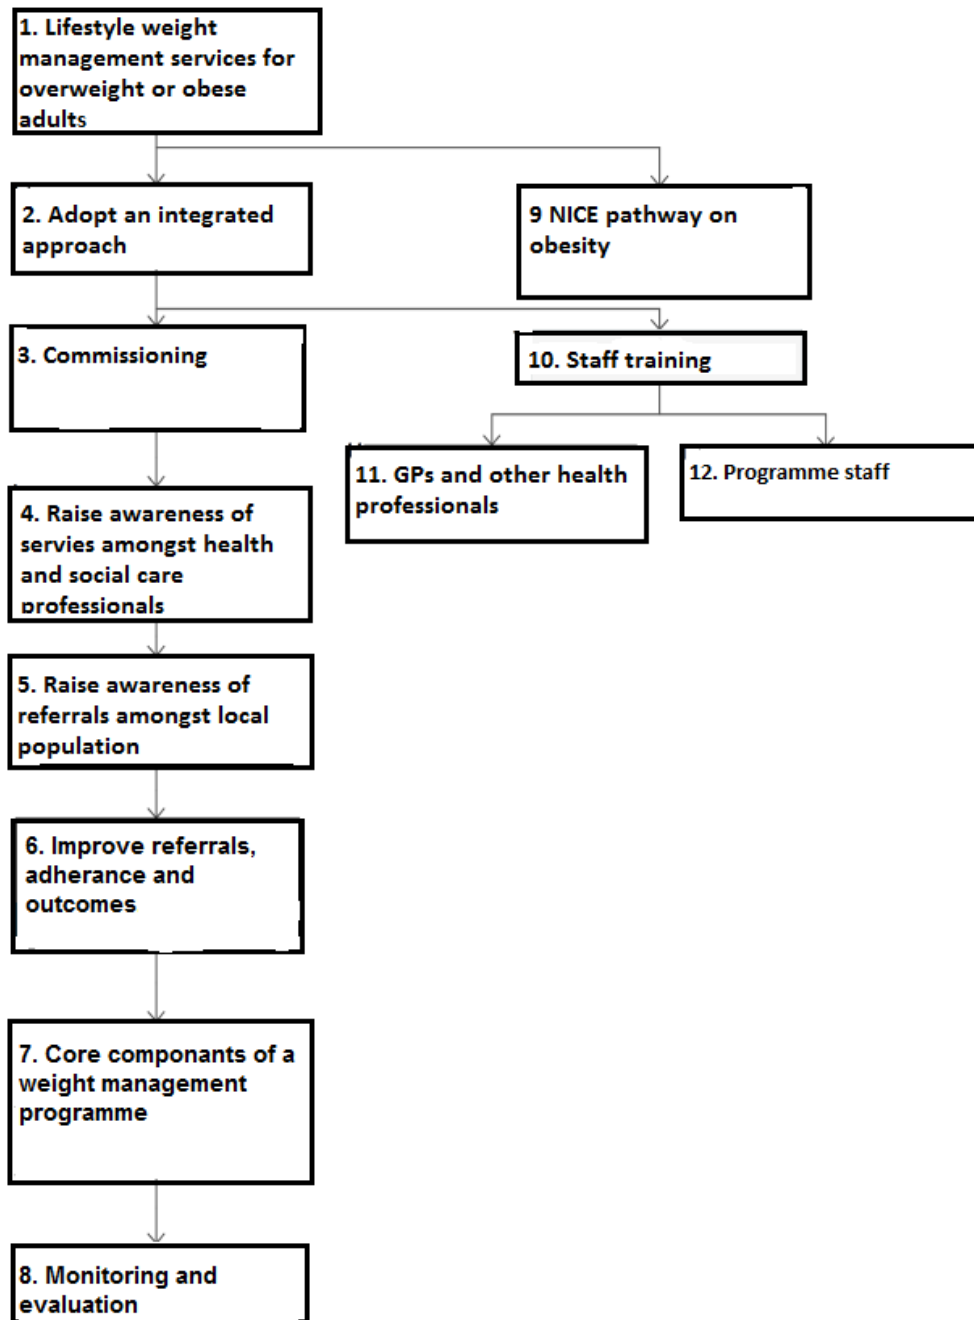 1. Lifestyle weight
management services for
overweight or obese
adults
2. Adopt an integrated
approach
9 NICE pathway on
obesity
3. Commissioning
10. Staff training
11. GPs and other health
professionals
12. Programme staff
4. Raise awareness of
servies amongst health
and social care
professionals
5. Raise awareness of
referrals amongst local
population
6. Improve referrals,
adherance and
outcomes
7. Core componants of a
weight management
programme
8. Monitoring and
evaluation